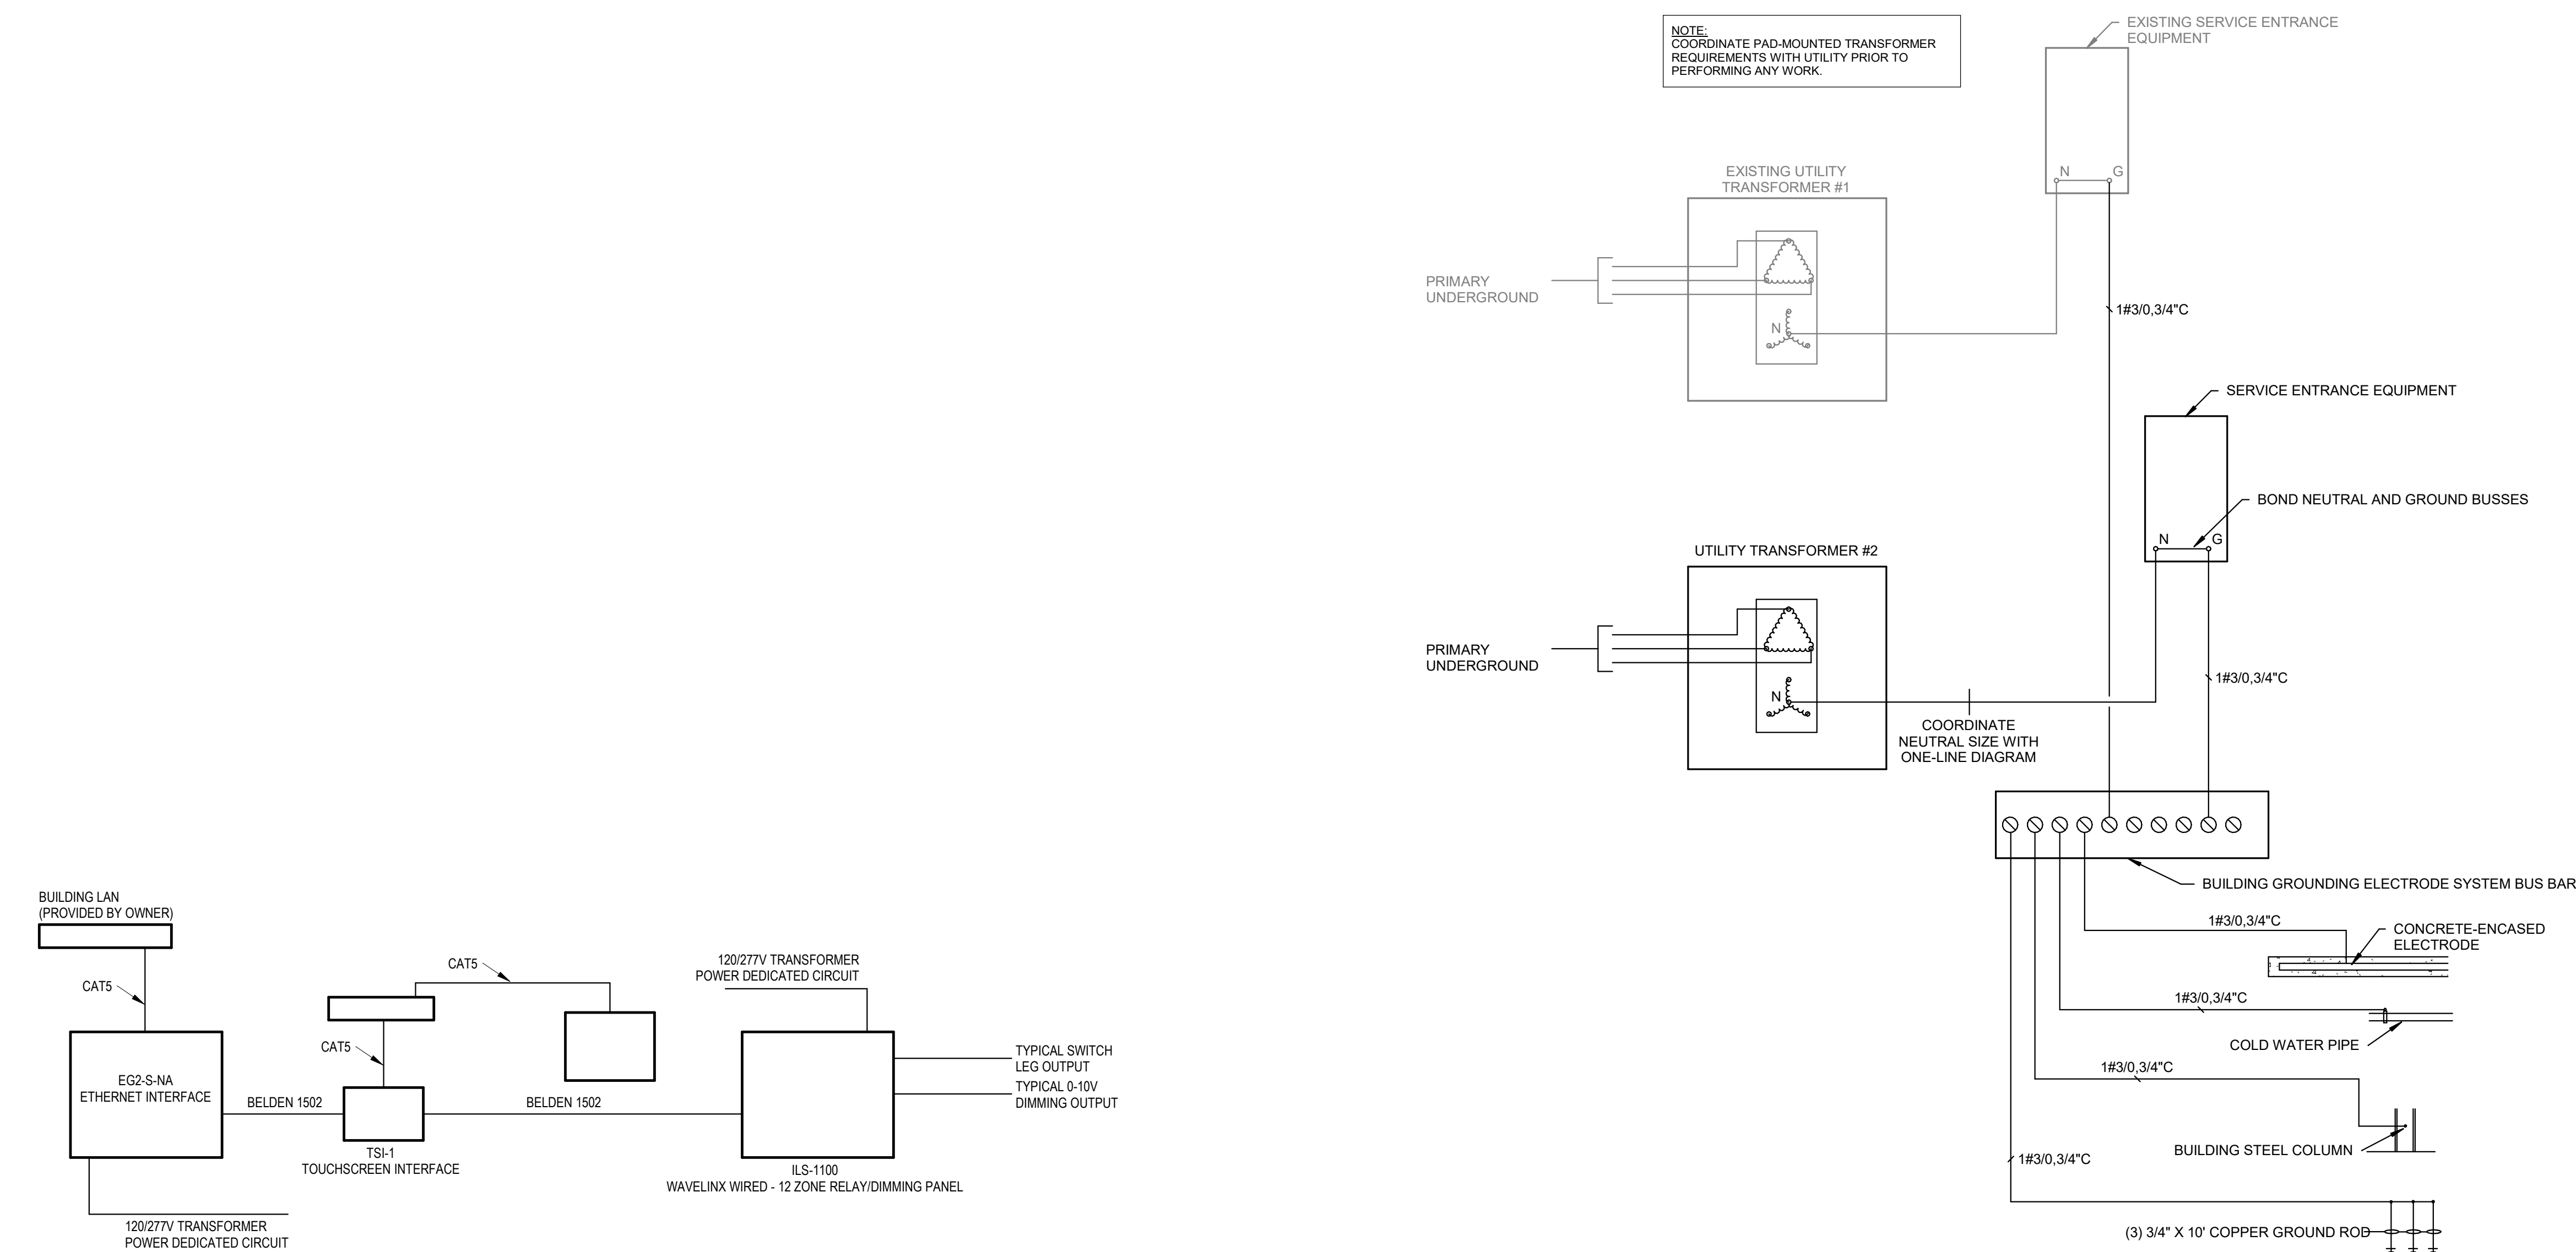 NOTE:
COORDINATE PAD-MOUNTED TRANSFORMER
REQUIREMENTS WITH UTILITY PRIOR TO
PERFORMING ANY WORK.
EXISTING SERVICE ENTRANCE
EQUIPMENT
N
G
EXISTING UTILITY
TRANSFORMER #1
PRIMARY
UNDERGROUND
N
1#3/0,3/4"C
SERVICE ENTRANCE EQUIPMENT
BOND NEUTRAL AND GROUND BUSSES
N
G
UTILITY TRANSFORMER #2
PRIMARY
UNDERGROUND
N
1#3/0,3/4"C
COORDINATE
NEUTRAL SIZE WITH
ONE-LINE DIAGRAM
BUILDING GROUNDING ELECTRODE SYSTEM BUS BAR
1#3/0,3/4"C
CONCRETE-ENCASED
ELECTRODE
1#3/0,3/4"C
COLD WATER PIPE
1#3/0,3/4"C
BUILDING STEEL COLUMN
1#3/0,3/4"C
(3) 3/4" X 10' COPPER GROUND ROD
BUILDING LAN
(PROVIDED BY OWNER)
CAT5
EG2-S-NA
ETHERNET INTERFACE
120/277V TRANSFORMER
POWER DEDICATED CIRCUIT
BELDEN 1502
CAT5
CAT5
TSI-1
TOUCHSCREEN INTERFACE
BELDEN 1502
120/277V TRANSFORMER
POWER DEDICATED CIRCUIT
TYPICAL SWITCH
LEG OUTPUT
TYPICAL 0-10V
DIMMING OUTPUT
ILS-1100
WAVELINX WIRED - 12 ZONE RELAY/DIMMING PANEL